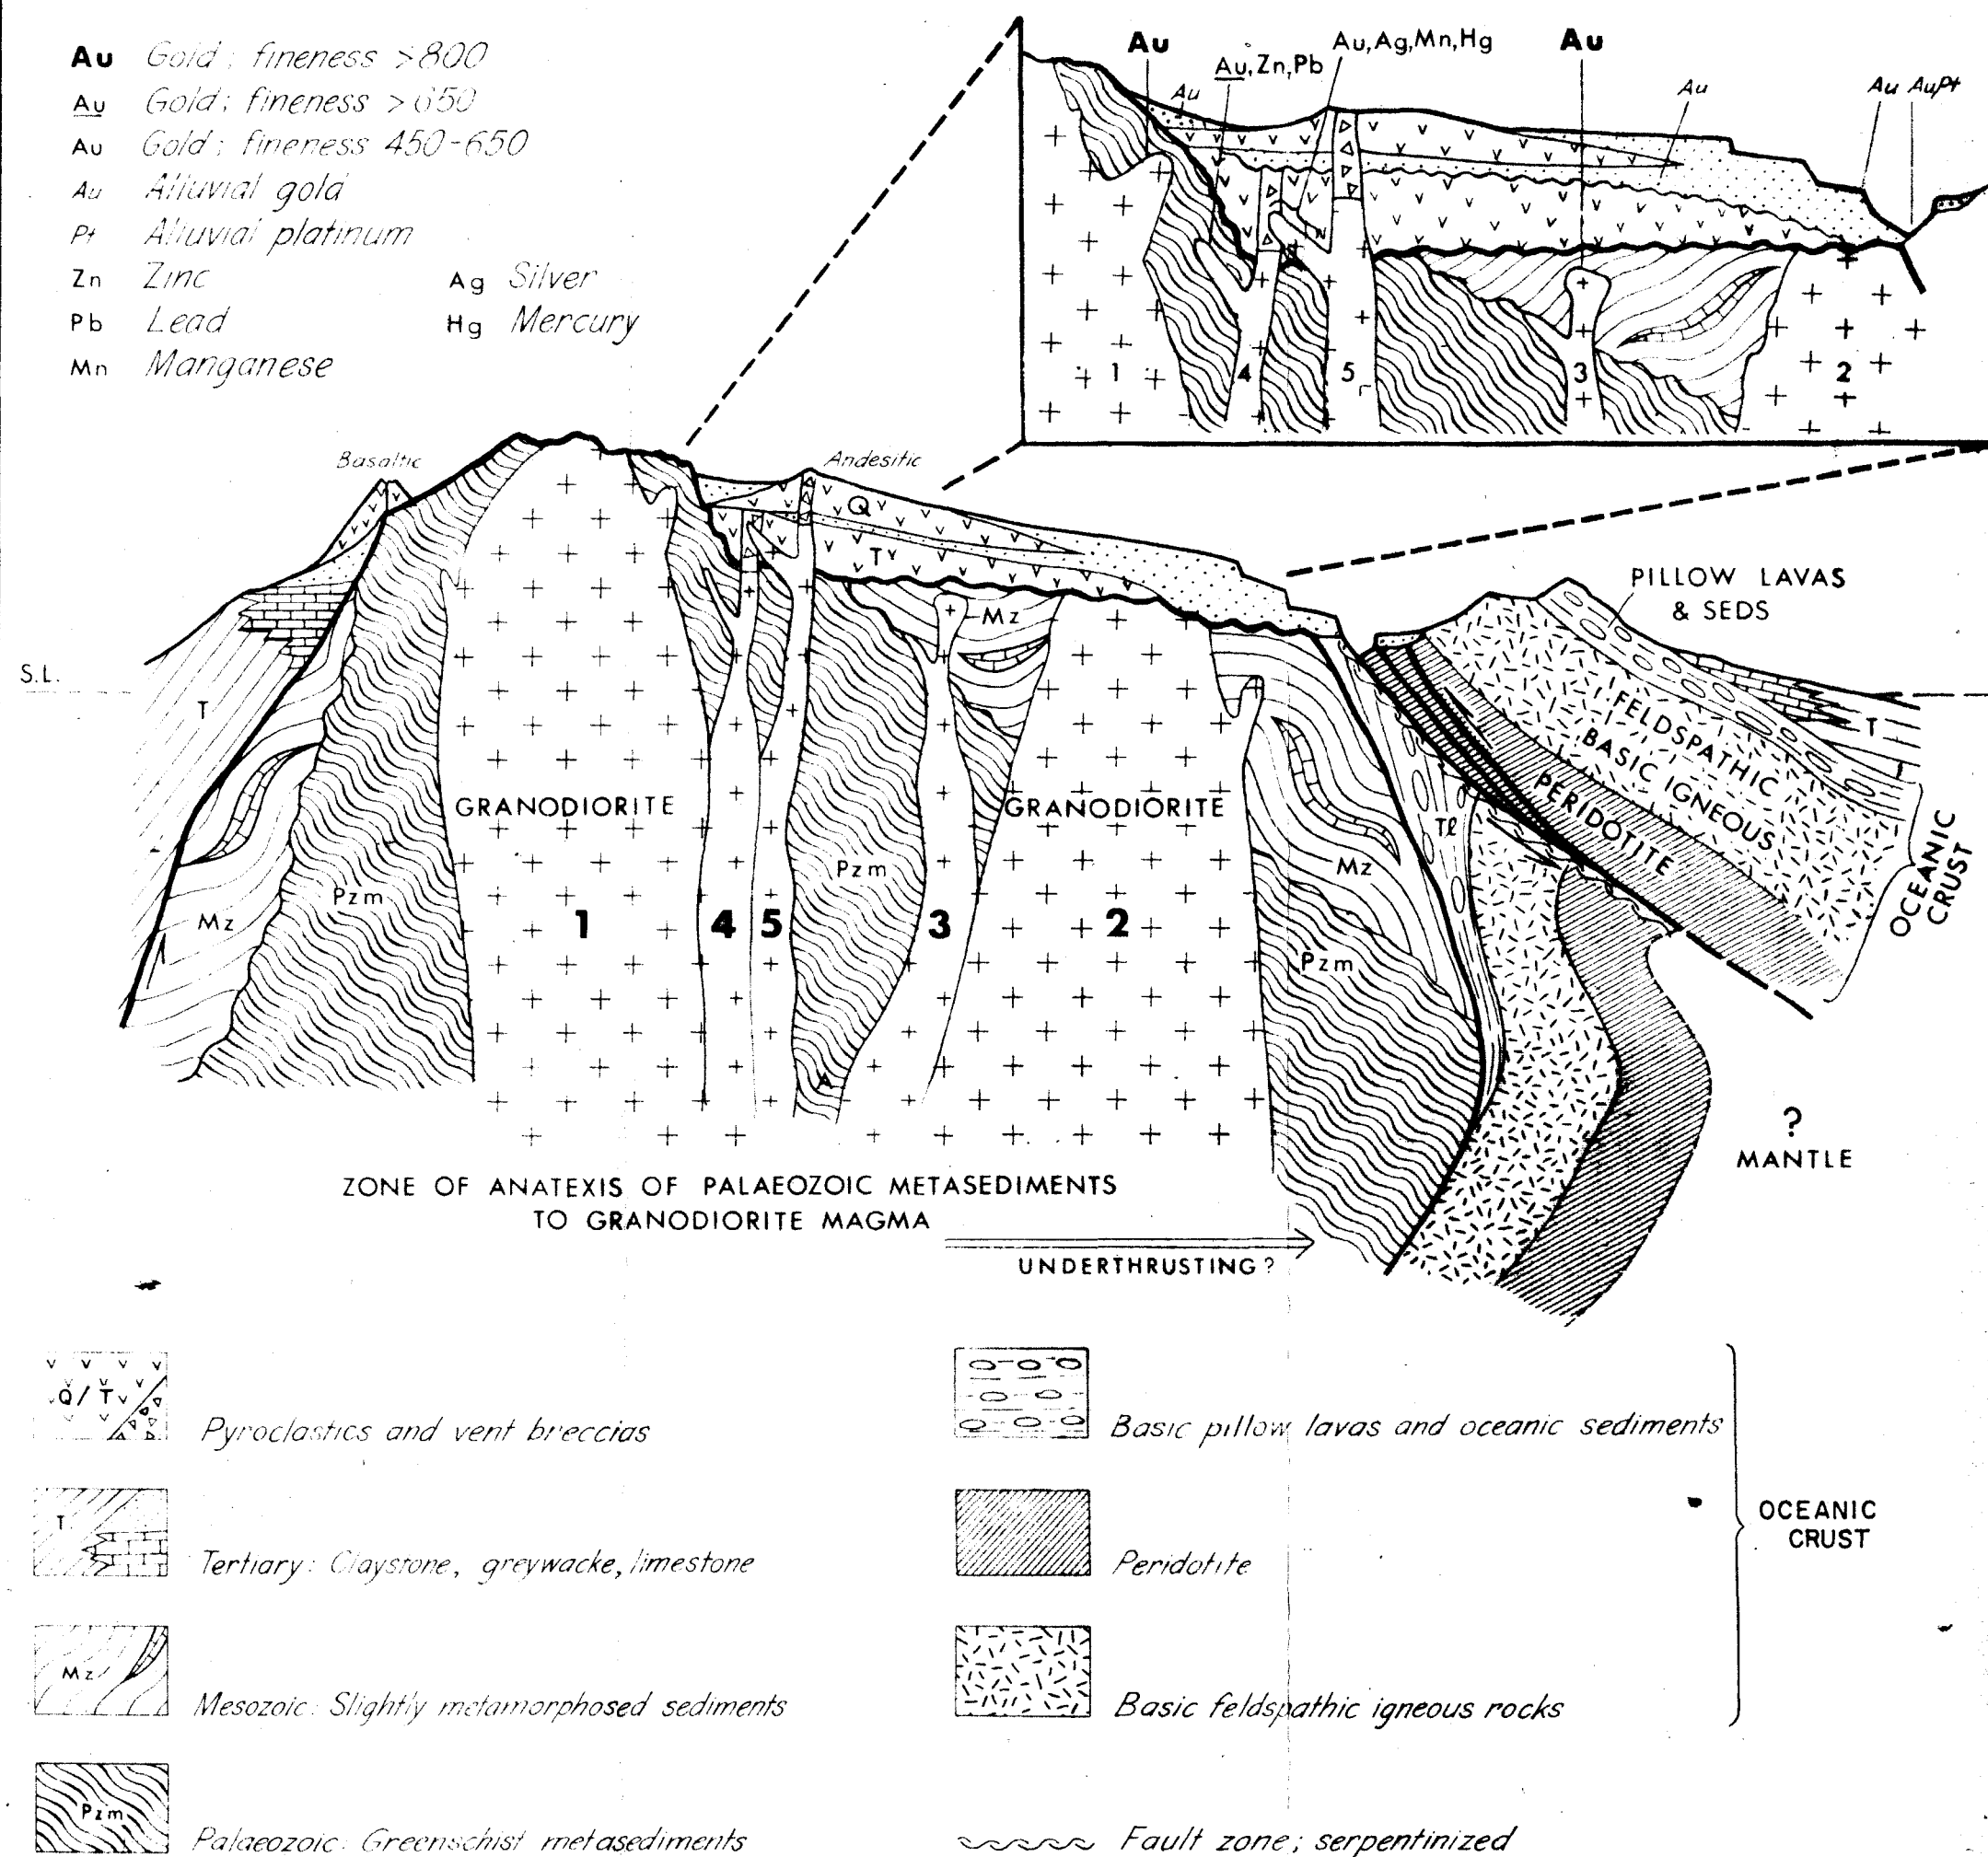 Au Gold; fineness >800
Au Gold; fineness >650
Au Gold; fineness 450-650
Au Alluvial gold
Pt Alluvial platinum
Zn Zinc
Ag Silver
Pb Lead
Hg Mercury
Mn Manganese
Au
Au,Zn,Pb
Au,Ag,Mn,Hg
Au
Au
Au
Au
AuPt
1
4
5
3
2
Basaltic
Andesitic
Q
T
Mz
S.L.
T
PILLOW LAVAS
& SEDS
FELDSPATHIC
BASIC IGNEOUS
PERIDOTITE
T
OCEANIC
CRUST
GRANODIORITE
GRANODIORITE
Tl
Pzm
Mz
Pzm
Mz
Pzm
1
4
5
3
2
?
MANTLE
ZONE OF ANATEXIS OF PALAEOZOIC METASEDIMENTS
TO GRANODIORITE MAGMA
UNDERTHRUSTING?
Q/T
Pyroclastics and vent breccias
T
Tertiary: Claystone, greywacke, limestone
Mz
Mesozoic: Slightly metamorphosed sediments
Pzm
Palaeozoic: Greenschist metasediments
Basic pillow lavas and oceanic sediments
Peridotite
Basic feldspathic igneous rocks
OCEANIC
CRUST
Fault zone; serpentinized